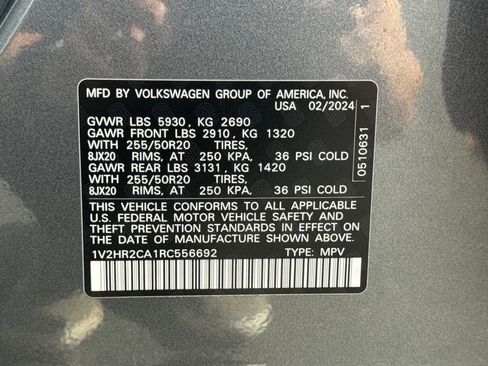 MFD BY VOLKSWAGEN GROUP OF AMERICA, INC.
USA 02/2024
GVWR LBS 5930, KG 2690
GAWR FRONT LBS 2910, KG 1320
WITH 255/50R20 TIRES,
8JX20 RIMS, AT 250 KPA, 36 PSI COLD
GAWR REAR LBS 3131, KG 1420
WITH 255/50R20 TIRES,
8JX20 RIMS, AT 250 KPA, 36 PSI COLD
THIS VEHICLE CONFORMS TO ALL APPLICABLE
U.S. FEDERAL MOTOR VEHICLE SAFETY AND
THEFT PREVENTION STANDARDS IN EFFECT ON
THE DATE OF MANUFACTURE SHOWN ABOVE.
1V2HR2CA1RC556692 TYPE: MPV
0510631 1